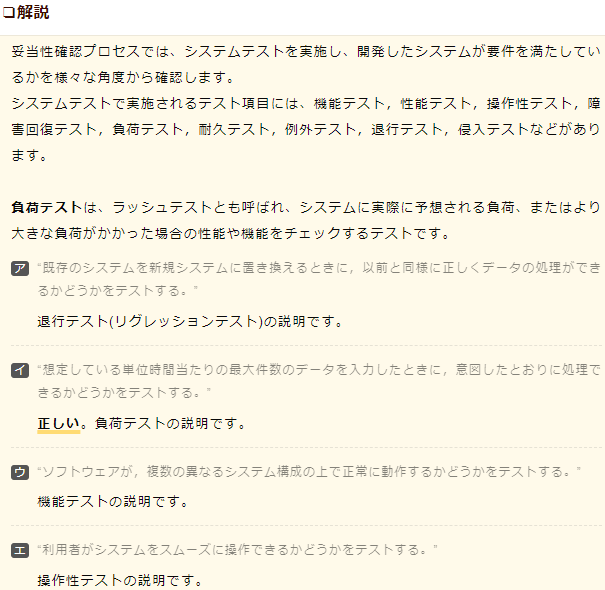 ❏解説
妥当性確認プロセスでは、システムテストを実施し、開発したシステムが要件を満たしてい
るかを様々な角度から確認します。
システムテストで実施されるテスト項目には、機能テスト，性能テスト，操作性テスト，障
害回復テスト，負荷テスト，耐久テスト，例外テスト，退行テスト，侵入テストなどがあり
ます。
負荷テストは、ラッシュテストとも呼ばれ、システムに実際に予想される負荷、またはより
大きな負荷がかかった場合の性能や機能をチェックするテストです。
ア “既存のシステムを新規システムに置き換えるときに，以前と同様に正しくデータの処理ができ
るかどうかをテストする。”
退行テスト(リグレッションテスト)の説明です。
イ “想定している単位時間当たりの最大件数のデータを入力したときに，意図したとおりに処理で
きるかどうかをテストする。”
正しい。負荷テストの説明です。
ウ “ソフトウェアが，複数の異なるシステム構成の上で正常に動作するかどうかをテストする。”
機能テストの説明です。
エ “利用者がシステムをスムーズに操作できるかどうかをテストする。”
操作性テストの説明です。